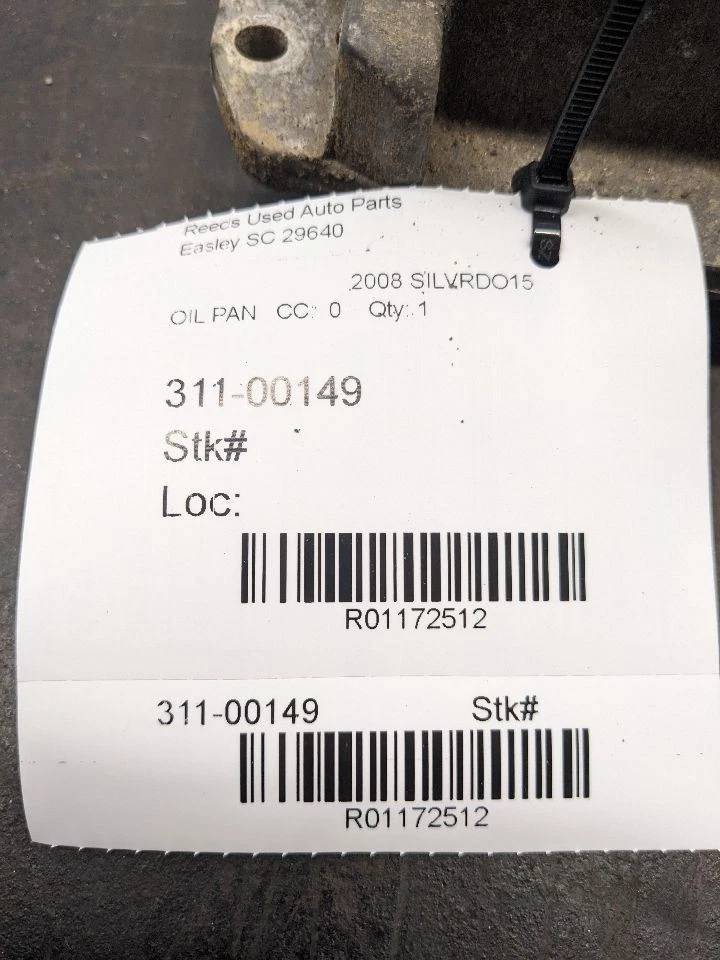 Reeds Used Auto Parts
Easley SC 29640
2008 SILVRDO15
OIL PAN CC: 0 Qty: 1
311-00149
Stk#
Loc:
R01172512
311-00149 Stk#
R01172512